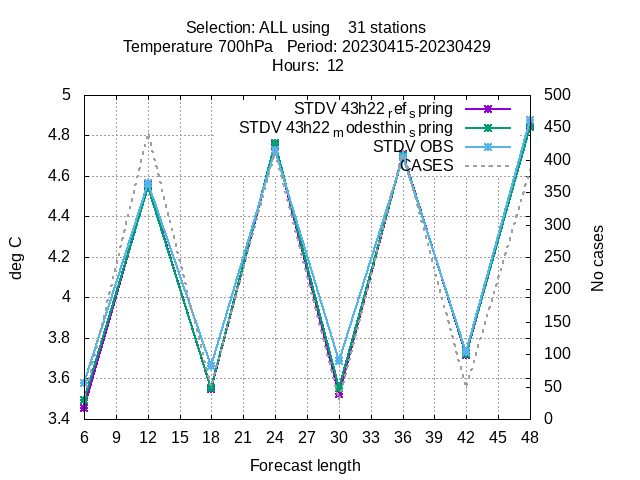 Selection: ALL using 31 stations
Temperature 700hPa Period: 20230415-20230429
Hours: 12
5 500
STDV 43h22 ref spring
4.8 STDV 43h22 modesthin spring 450
STDV OBS
4.6 CASES 400
350
4.4 300
4.2 250
deg C No cases
4 200
3.8 150
100
3.6 50
3.4 0
6 9 12 15 18 21 24 27 30 33 36 39 42 45 48
Forecast length